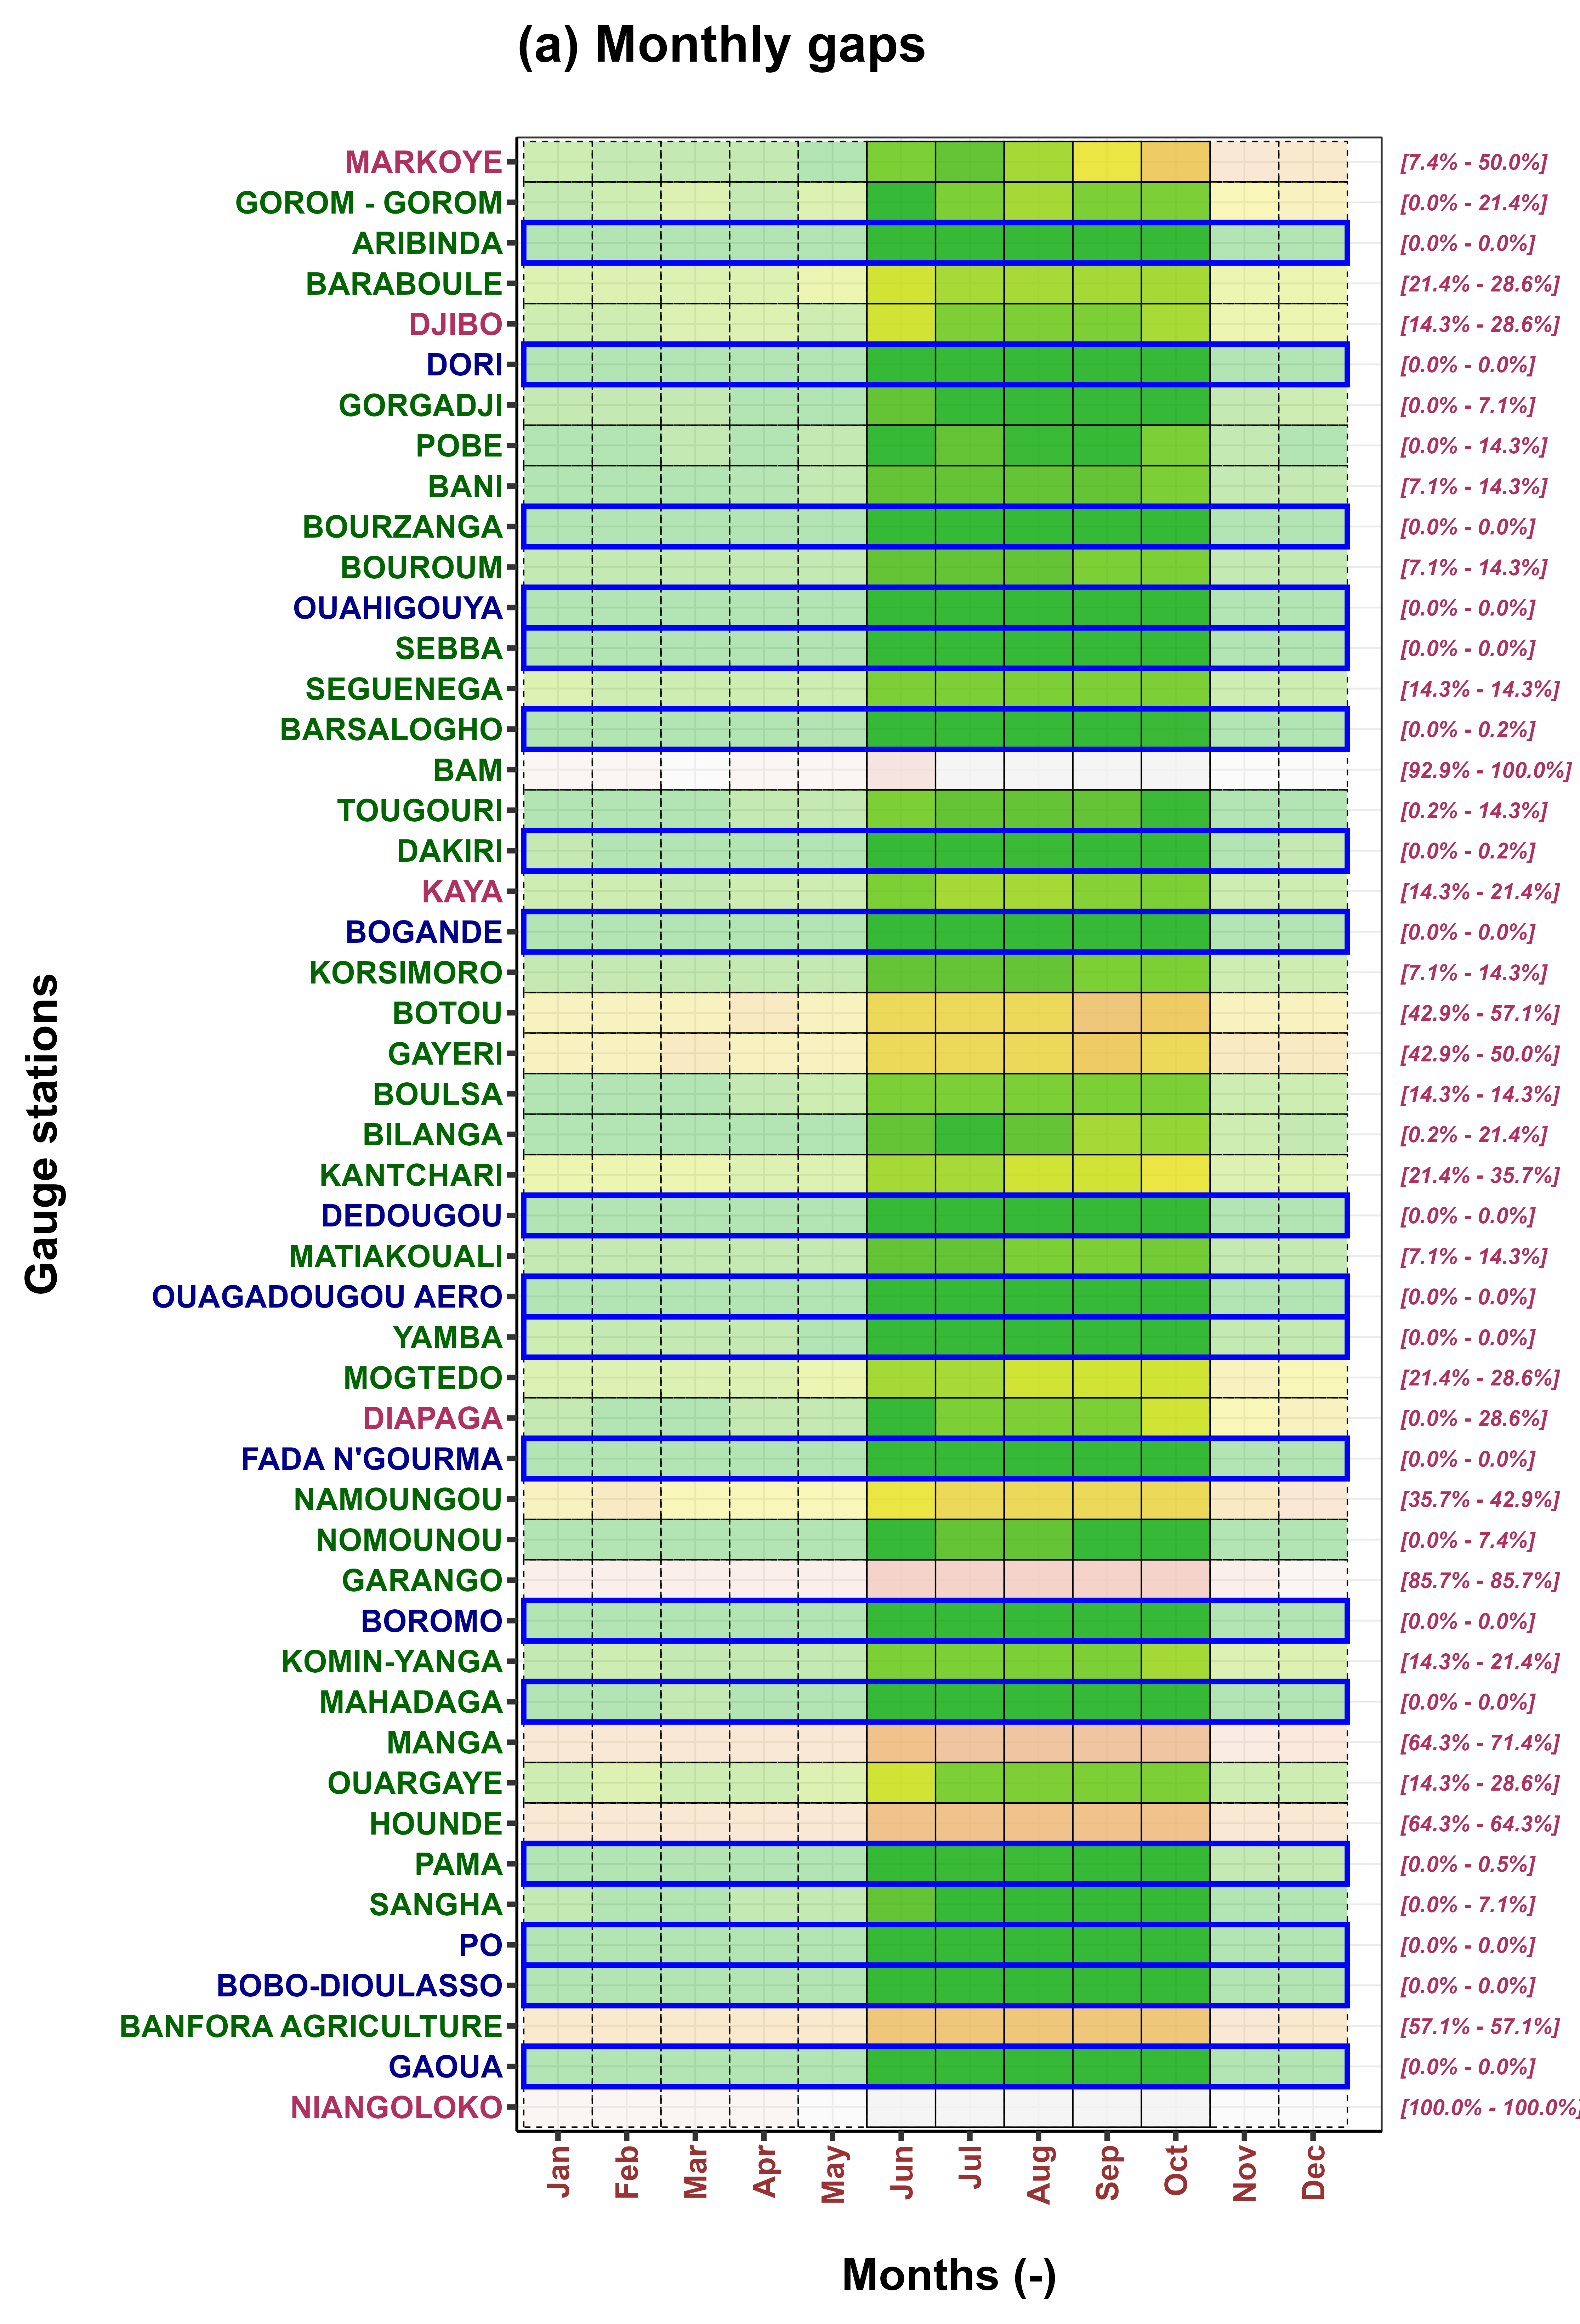 (a) Monthly gaps
Gauge stations
MARKOYE [7.4% - 50.0%]
GOROM - GOROM [0.0% - 21.4%]
ARIBINDA [0.0% - 0.0%]
BARABOULE [21.4% - 28.6%]
DJIBO [14.3% - 28.6%]
DORI [0.0% - 0.0%]
GORGADJI [0.0% - 7.1%]
POBE [0.0% - 14.3%]
BANI [7.1% - 14.3%]
BOURZANGA [0.0% - 0.0%]
BOUROUM [7.1% - 14.3%]
OUAHIGOUYA [0.0% - 0.0%]
SEBBA [0.0% - 0.0%]
SEGUENEGA [14.3% - 14.3%]
BARSALOGHO [0.0% - 0.2%]
BAM [92.9% - 100.0%]
TOUGOURI [0.2% - 14.3%]
DAKIRI [0.0% - 0.2%]
KAYA [14.3% - 21.4%]
BOGANDE [0.0% - 0.0%]
KORSIMORO [7.1% - 14.3%]
BOTOU [42.9% - 57.1%]
GAYERI [42.9% - 50.0%]
BOULSA [14.3% - 14.3%]
BILANGA [0.2% - 21.4%]
KANTCHARI [21.4% - 35.7%]
DEDOUGOU [0.0% - 0.0%]
MATIAKOUALI [7.1% - 14.3%]
OUAGADOUGOU AERO [0.0% - 0.0%]
YAMBA [0.0% - 0.0%]
MOGTEDO [21.4% - 28.6%]
DIAPAGA [0.0% - 28.6%]
FADA N'GOURMA [0.0% - 0.0%]
NAMOUNGOU [35.7% - 42.9%]
NOMOUNOU [0.0% - 7.4%]
GARANGO [85.7% - 85.7%]
BOROMO [0.0% - 0.0%]
KOMIN-YANGA [14.3% - 21.4%]
MAHADAGA [0.0% - 0.0%]
MANGA [64.3% - 71.4%]
OUARGAYE [14.3% - 28.6%]
HOUNDE [64.3% - 64.3%]
PAMA [0.0% - 0.5%]
SANGHA [0.0% - 7.1%]
PO [0.0% - 0.0%]
BOBO-DIOULASSO [0.0% - 0.0%]
BANFORA AGRICULTURE [57.1% - 57.1%]
GAOUA [0.0% - 0.0%]
NIANGOLOKO [100.0% - 100.0%]
Jan Feb Mar Apr May Jun Jul Aug Sep Oct Nov Dec
Months (-)